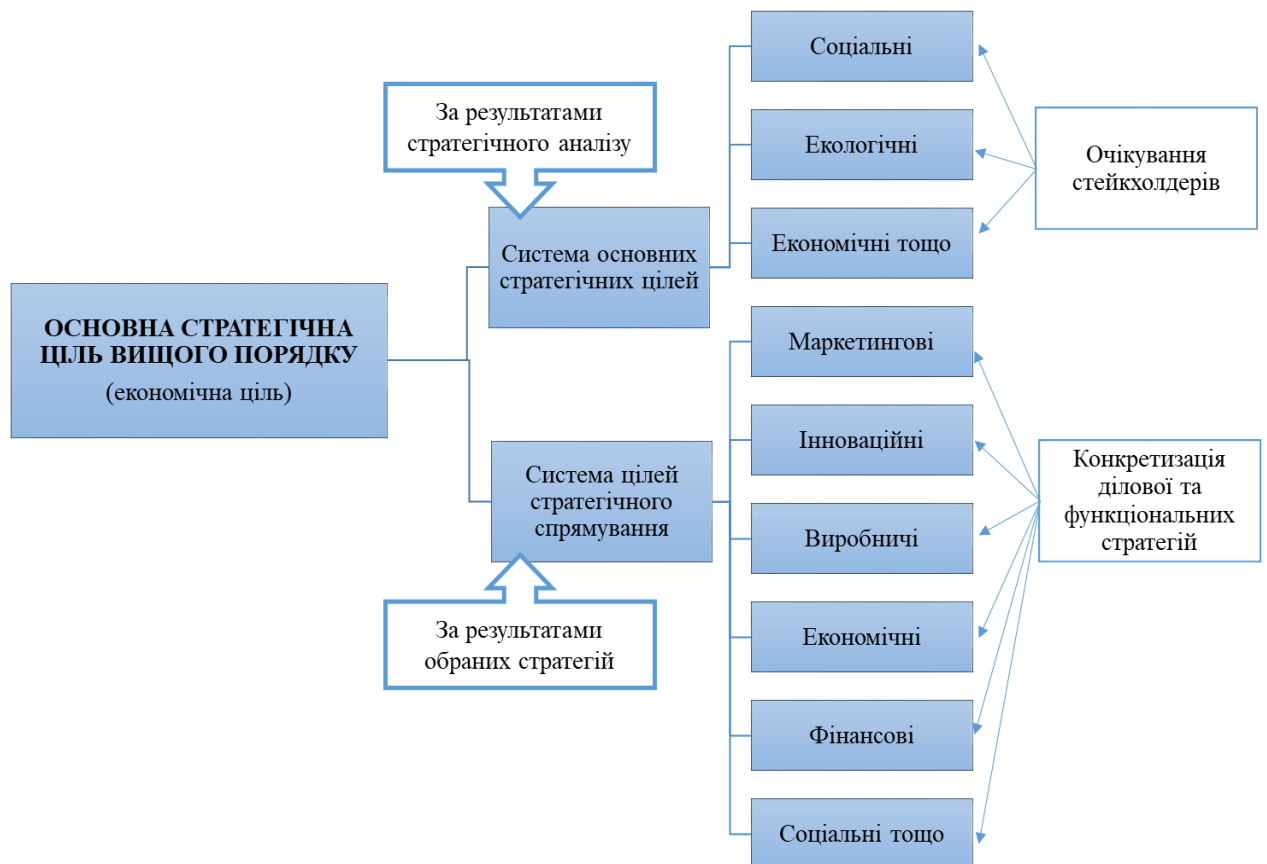 ОСНОВНА СТРАТЕГІЧНА
ЦІЛЬ ВИЩОГО ПОРЯДКУ
(економічна ціль)
За результатами
стратегічного аналізу
Система основних
стратегічних цілей
Соціальні
Екологічні
Економічні тощо
Очікування
стейкхолдерів
Система цілей
стратегічного
спрямування
За результатами
обраних стратегій
Маркетингові
Інноваційні
Виробничі
Економічні
Фінансові
Соціальні тощо
Конкретизація
ділової та
функціональних
стратегій